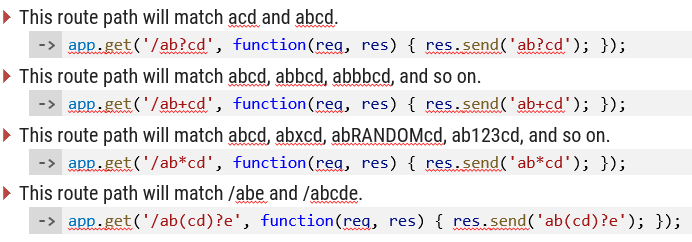 This route path will match acd and abcd.
-> app.get('/ab?cd', function(req, res) { res.send('ab?cd'); });
This route path will match abcd, abbcd, abbbcd, and so on.
-> app.get('/ab+cd', function(req, res) { res.send('ab+cd'); });
This route path will match abcd, abxcd, abRANDOMcd, ab123cd, and so on.
-> app.get('/ab*cd', function(req, res) { res.send('ab*cd'); });
This route path will match /abe and /abcde.
-> app.get('/ab(cd)?e', function(req, res) { res.send('ab(cd)?e'); });